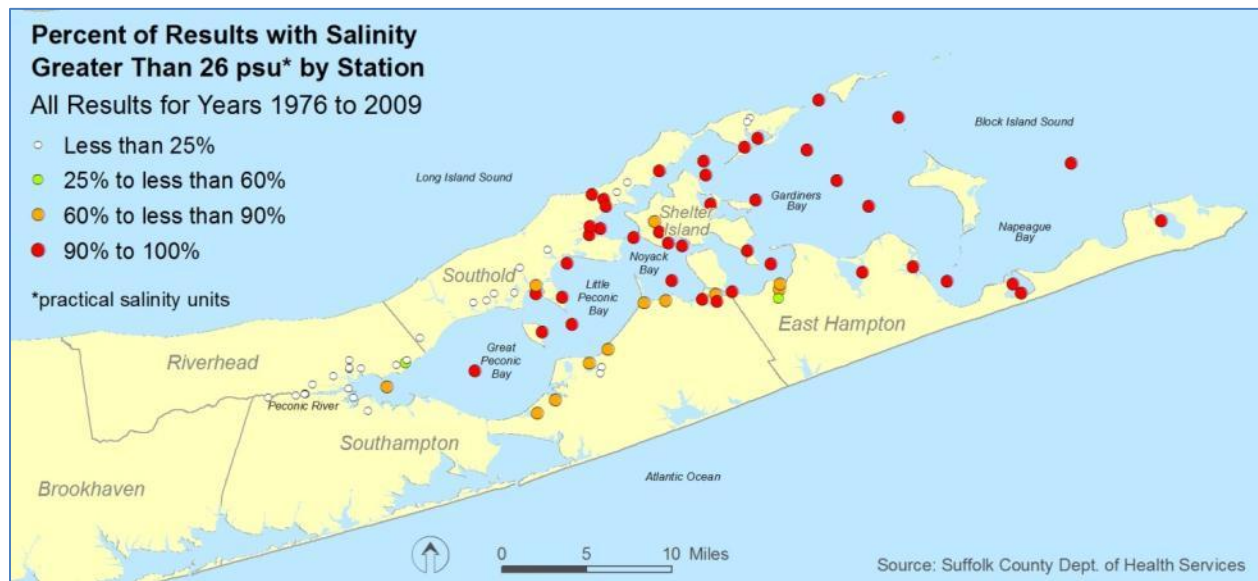 Percent of Results with Salinity
Greater Than 26 psu* by Station
All Results for Years 1976 to 2009
Less than 25%
25% to less than 60%
60% to less than 90%
90% to 100%
*practical salinity units
Long Island Sound
Block Island Sound
Gardiners
Bay
Shelter
Island
Napeague
Bay
Noyack
Bay
Southold
Little
Peconic
Bay
East Hampton
Great
Peconic
Bay
Riverhead
Peconic River
Southampton
Atlantic Ocean
Brookhaven
0 5 10 Miles
Source: Suffolk County Dept. of Health Services